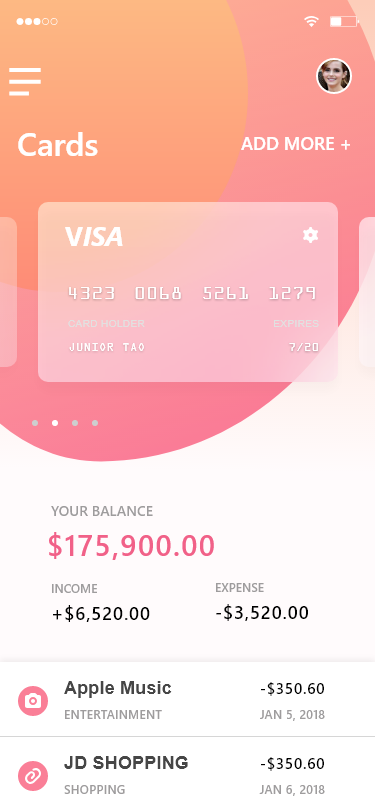 Cards
ADD MORE +
VISA
4323 0068 5261 1279
CARD HOLDER
EXPIRES
JUNIOR TAO
7/20
YOUR BALANCE
$175,900.00
INCOME
EXPENSE
+$6,520.00
-$3,520.00
Apple Music
-$350.60
ENTERTAINMENT
JAN 5, 2018
JD SHOPPING
-$350.60
SHOPPING
JAN 6, 2018